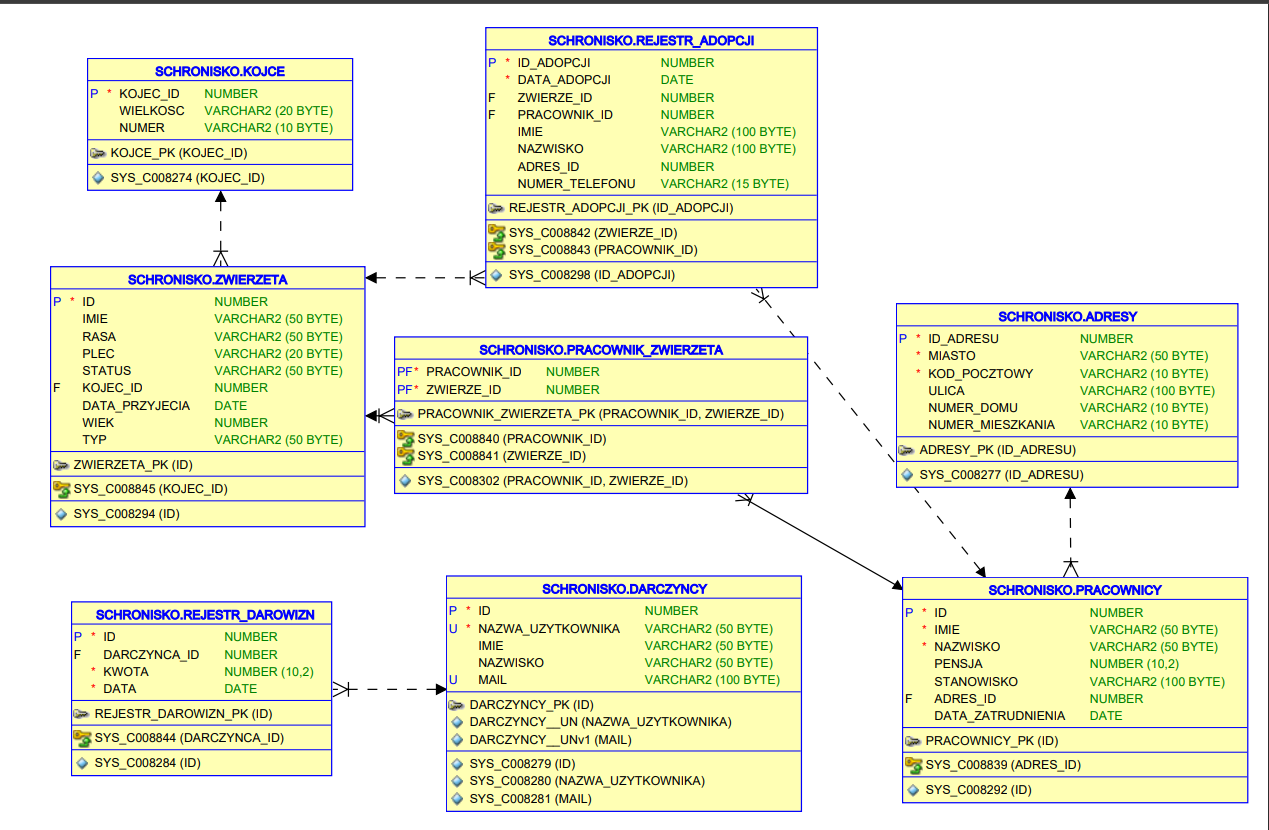 SCHRONISKO.KOJCE
P * KOJEC_ID NUMBER
WIELKOSC VARCHAR2 (20 BYTE)
NUMER VARCHAR2 (10 BYTE)
KOJCE_PK (KOJEC_ID)
SYS_C008274 (KOJEC_ID)
SCHRONISKO.REJESTR_ADOPCJI
P * ID_ADOPCJI NUMBER
* DATA_ADOPCJI DATE
F ZWIERZE_ID NUMBER
F PRACOWNIK_ID NUMBER
IMIE VARCHAR2 (100 BYTE)
NAZWISKO VARCHAR2 (100 BYTE)
ADRES_ID NUMBER
NUMER_TELEFONU VARCHAR2 (15 BYTE)
REJESTR_ADOPCJI_PK (ID_ADOPCJI)
SYS_C008842 (ZWIERZE_ID)
SYS_C008843 (PRACOWNIK_ID)
SYS_C008298 (ID_ADOPCJI)
SCHRONISKO.ZWIERZETA
P * ID NUMBER
IMIE VARCHAR2 (50 BYTE)
RASA VARCHAR2 (50 BYTE)
PLEC VARCHAR2 (20 BYTE)
STATUS VARCHAR2 (50 BYTE)
F KOJEC_ID NUMBER
DATA_PRZYJECIA DATE
WIEK NUMBER
TYP VARCHAR2 (50 BYTE)
ZWIERZETA_PK (ID)
SYS_C008845 (KOJEC_ID)
SYS_C008294 (ID)
SCHRONISKO.PRACOWNIK_ZWIERZETA
PF* PRACOWNIK_ID NUMBER
PF* ZWIERZE_ID NUMBER
PRACOWNIK_ZWIERZETA_PK (PRACOWNIK_ID, ZWIERZE_ID)
SYS_C008840 (PRACOWNIK_ID)
SYS_C008841 (ZWIERZE_ID)
SYS_C008302 (PRACOWNIK_ID, ZWIERZE_ID)
SCHRONISKO.ADRESY
P * ID_ADRESU NUMBER
* MIASTO VARCHAR2 (50 BYTE)
* KOD_POCZTOWY VARCHAR2 (10 BYTE)
ULICA VARCHAR2 (100 BYTE)
NUMER_DOMU VARCHAR2 (10 BYTE)
NUMER_MIESZKANIA VARCHAR2 (10 BYTE)
ADRESY_PK (ID_ADRESU)
SYS_C008277 (ID_ADRESU)
SCHRONISKO.REJESTR_DAROWIZN
P * ID NUMBER
F DARCZYNCA_ID NUMBER
* KWOTA NUMBER (10,2)
* DATA DATE
REJESTR_DAROWIZN_PK (ID)
SYS_C008844 (DARCZYNCA_ID)
SYS_C008284 (ID)
SCHRONISKO.DARCZYNCY
P * ID NUMBER
U * NAZWA_UZYTKOWNIKA VARCHAR2 (50 BYTE)
IMIE VARCHAR2 (50 BYTE)
NAZWISKO VARCHAR2 (50 BYTE)
U MAIL VARCHAR2 (100 BYTE)
DARCZYNCY_PK (ID)
DARCZYNCY__UN (NAZWA_UZYTKOWNIKA)
DARCZYNCY__UNv1 (MAIL)
SYS_C008279 (ID)
SYS_C008280 (NAZWA_UZYTKOWNIKA)
SYS_C008281 (MAIL)
SCHRONISKO.PRACOWNICY
P * ID NUMBER
* IMIE VARCHAR2 (50 BYTE)
* NAZWISKO VARCHAR2 (50 BYTE)
PENSJA NUMBER (10,2)
STANOWISKO VARCHAR2 (100 BYTE)
F ADRES_ID NUMBER
DATA_ZATRUDNIENIA DATE
PRACOWNICY_PK (ID)
SYS_C008839 (ADRES_ID)
SYS_C008292 (ID)